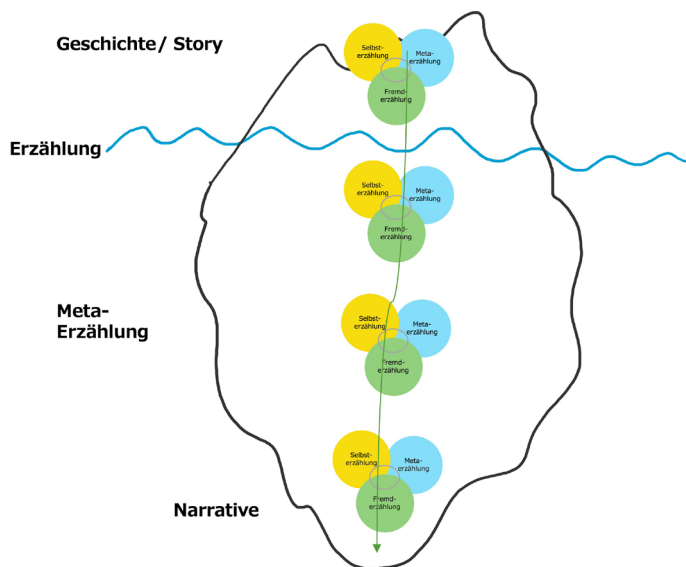 Geschichte/ Story
Selbst-
erzählung
Meta-
erzählung
Fremd-
erzählung
Erzählung
Selbst-
erzählung
Meta-
erzählung
Fremd-
erzählung
Meta-
Erzählung
Selbst-
erzählung
Meta-
erzählung
Fremd-
erzählung
Selbst-
erzählung
Meta-
erzählung
Fremd-
erzählung
Narrative